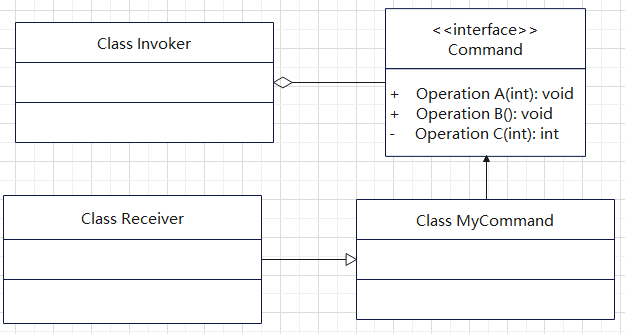 Class Invoker
<<interface>>
Command
+ Operation A(int): void
+ Operation B(): void
- Operation C(int): int
Class Receiver
Class MyCommand